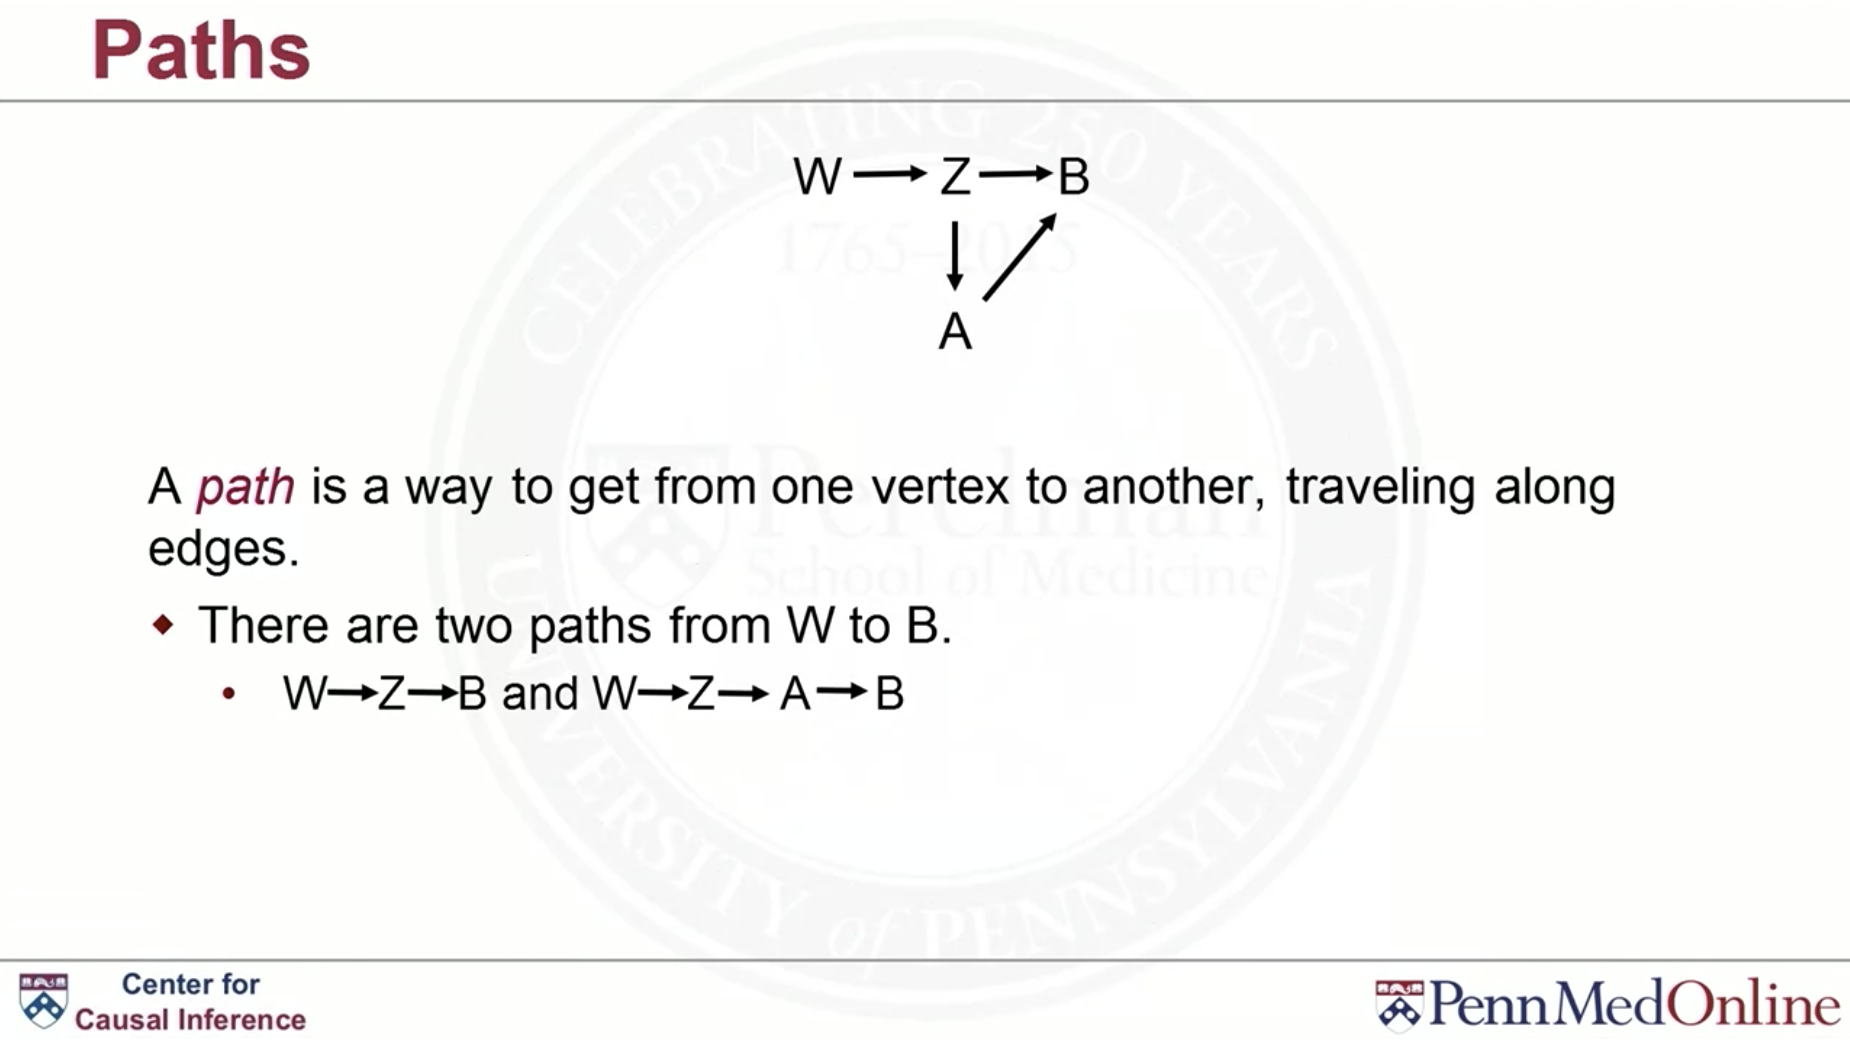 Paths
W → Z → B
A
A path is a way to get from one vertex to another, traveling along
edges.
◆ There are two paths from W to B.
• W→Z→B and W→Z→ A→B
CELEBRATING 250 YEARS
1765–2015
Perelman
School of Medicine
UNIVERSITY of PENNSYLVANIA
Center for
Causal Inference
PennMedOnline